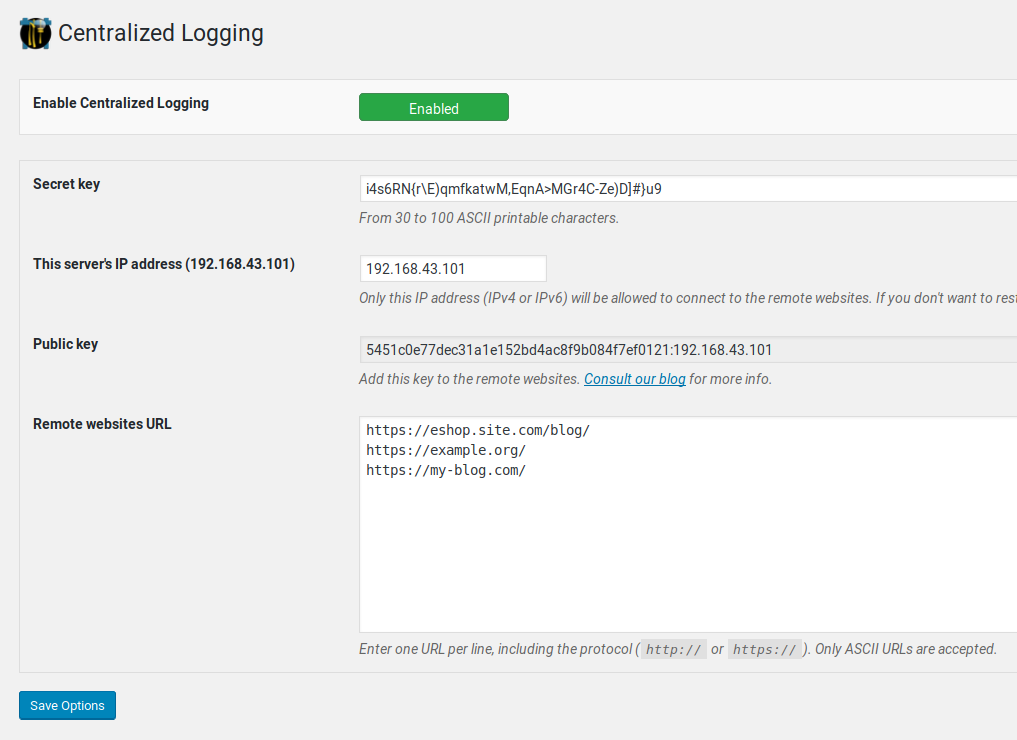 Centralized Logging
Enable Centralized Logging
Enabled
Secret key
i4s6RN{r\E)qmfkatwM,EqnA>MGr4C-Ze)D]#}u9
From 30 to 100 ASCII printable characters.
This server's IP address (192.168.43.101)
192.168.43.101
Only this IP address (IPv4 or IPv6) will be allowed to connect to the remote websites. If you don't want to rest
Public key
5451c0e77dec31a1e152bd4ac8f9b084f7ef0121:192.168.43.101
Add this key to the remote websites. Consult our blog for more info.
Remote websites URL
https://eshop.site.com/blog/
https://example.org/
https://my-blog.com/
Enter one URL per line, including the protocol ( http:// or https:// ). Only ASCII URLs are accepted.
Save Options